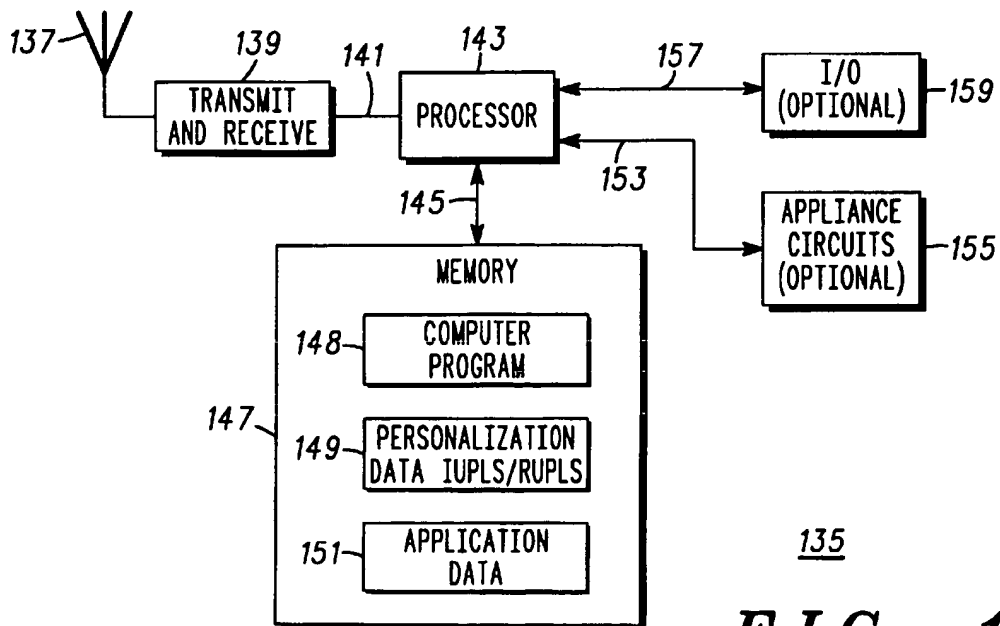 137
139
TRANSMIT
AND RECEIVE
141
143
PROCESSOR
157
I/O
(OPTIONAL)
159
153
APPLIANCE
CIRCUITS
(OPTIONAL)
155
145
MEMORY
147
148
COMPUTER
PROGRAM
149
PERSONALIZATION
DATA IUPLS/RUPLS
151
APPLICATION
DATA
135